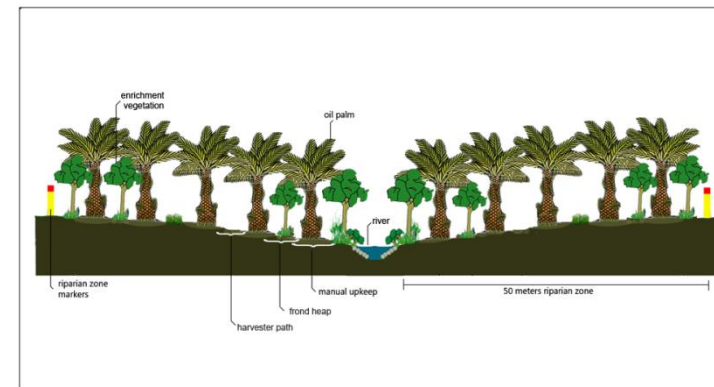 enrichment
vegetation
oil palm
river
riparian zone
markers
manual upkeep
50 meters riparian zone
frond heap
harvester path